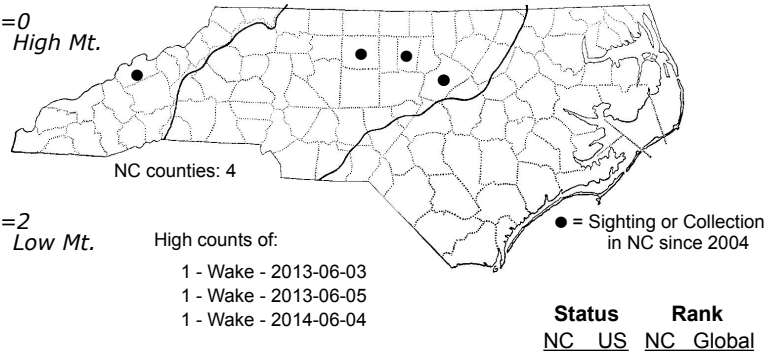 =0
High Mt.
NC counties: 4
=2
Low Mt.
High counts of:
1 - Wake - 2013-06-03
1 - Wake - 2013-06-05
1 - Wake - 2014-06-04
● = Sighting or Collection
in NC since 2004
Status Rank
NC US NC Global